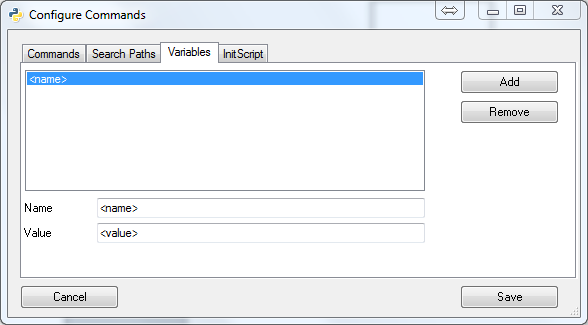 Configure Commands
Commands Search Paths Variables InitScript
<name>
Add
Remove
Name <name>
Value <value>
Cancel Save